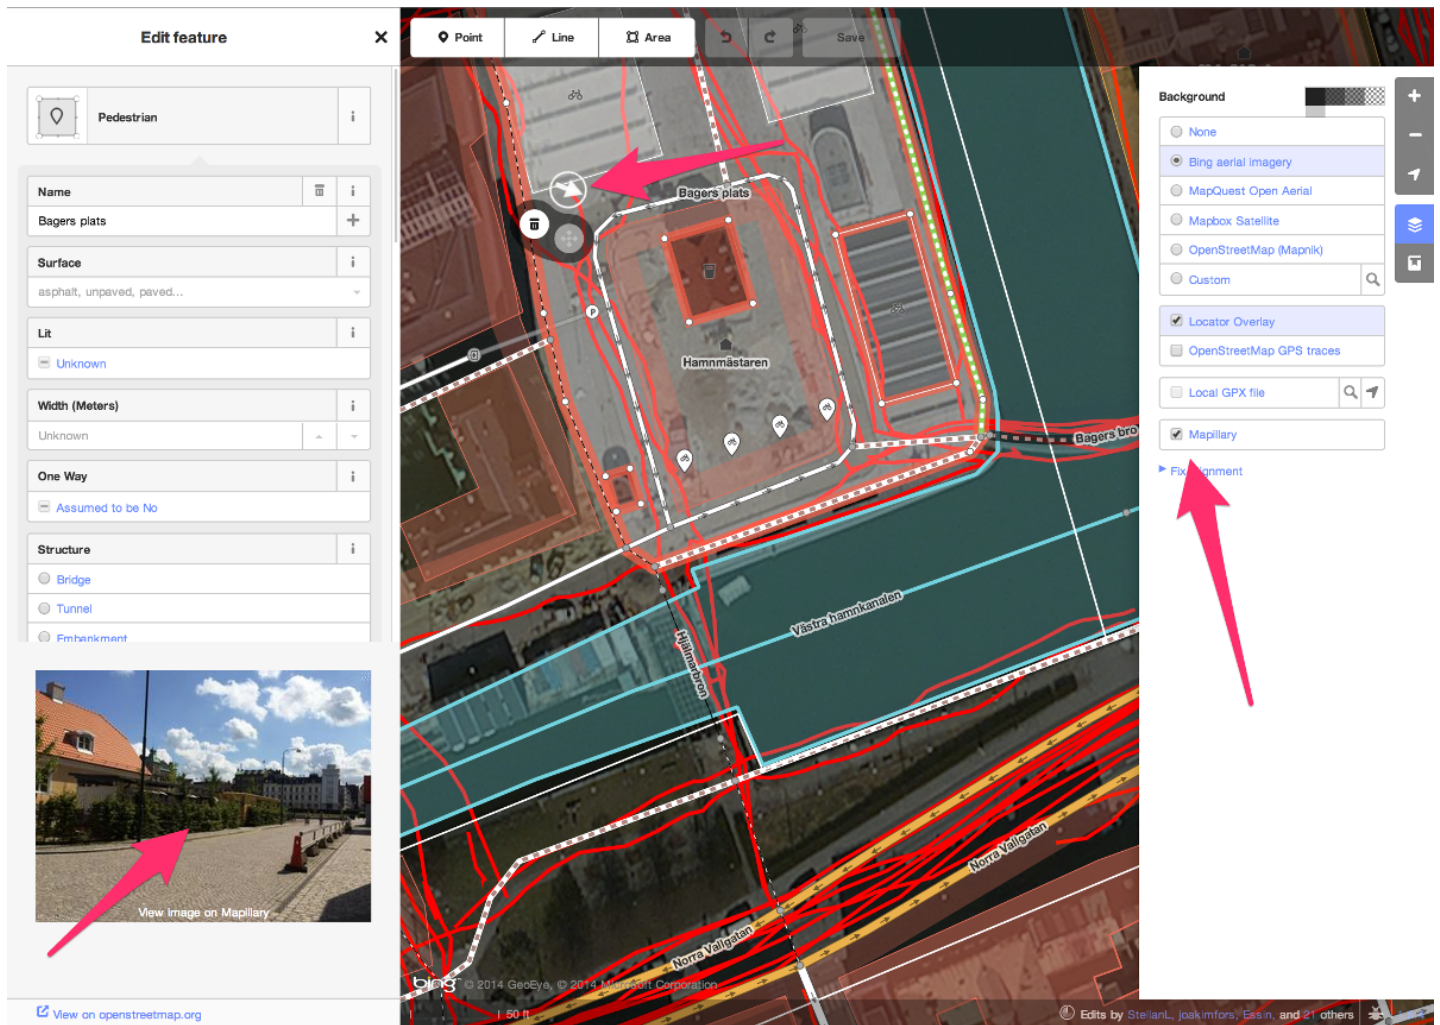 Edit feature
Point
Line
Area
Save
Pedestrian
Name
Bagers plats
Surface
asphalt, unpaved, paved...
Lit
Unknown
Width (Meters)
Unknown
One Way
Assumed to be No
Structure
Bridge
Tunnel
Embankment
View Image on Mapillary
View on openstreetmap.org
Bagers plats
P
@
Hamnmästaren
Bagers bro
Västra hamnkanalen
Hjälmarbron
Norra Vallgatan
Norra Vallgatan
bing
© 2014 GeoEye, © 2014 Microsoft Corporation
50 ft
Edits by StellanL, joakimfors, Essin, and 21 others
Background
None
Bing aerial imagery
MapQuest Open Aerial
Mapbox Satellite
OpenStreetMap (Mapnik)
Custom
Locator Overlay
OpenStreetMap GPS traces
Local GPX file
Mapillary